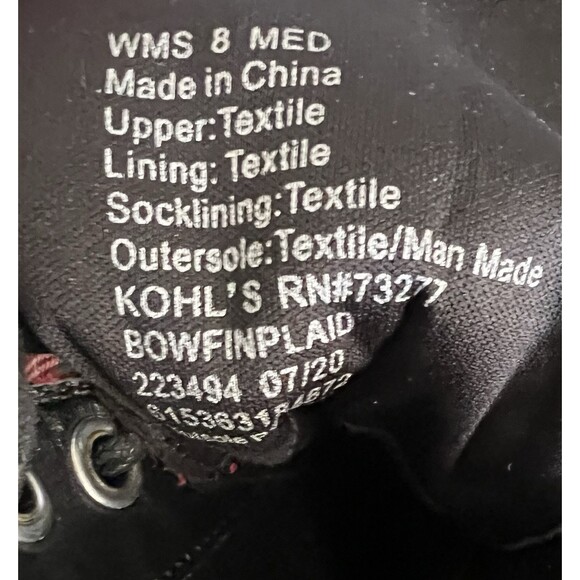 WMS 8 MED
Made in China
Upper:Textile
Lining: Textile
Socklining:Textile
Outersole:Textile/Man Made
KOHL'S RN#73277
BOWFINPLAID
223494 07/20